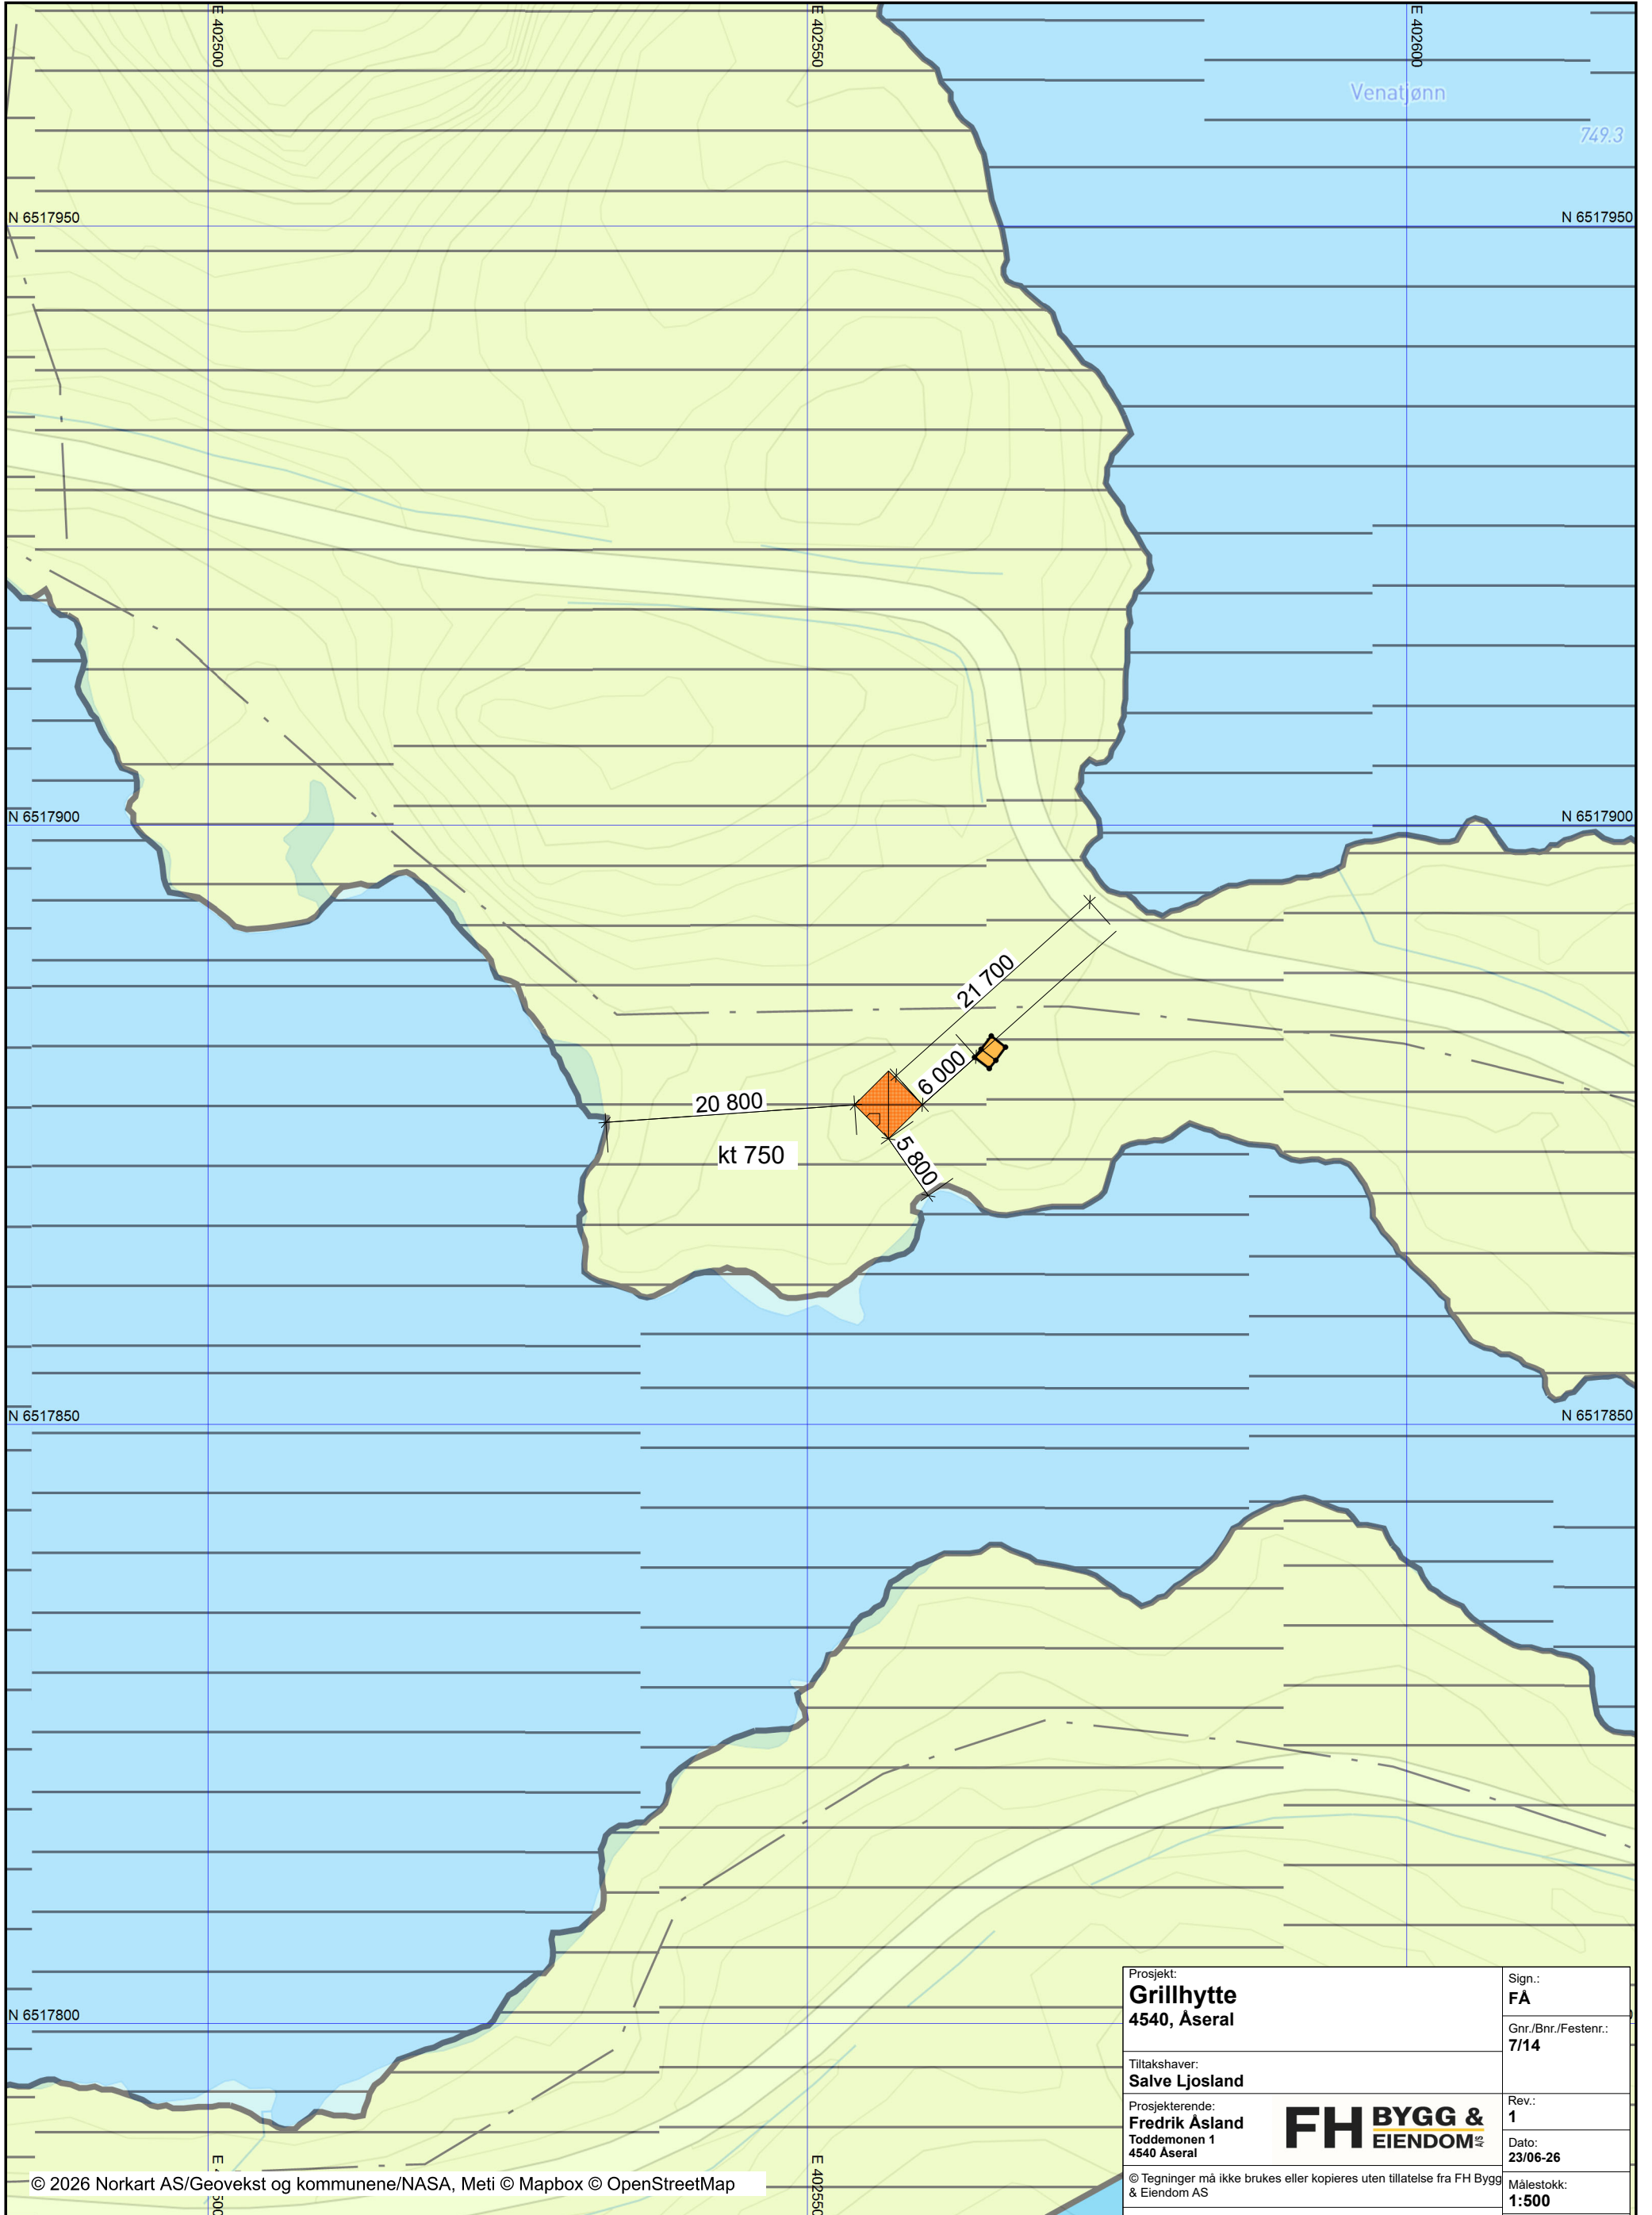 E 402500
E 402550
E 402600
Venatjønn
749.3
N 6517950
N 6517950
N 6517900
N 6517900
21 700
6 000
20 800
5 800
kt 750
N 6517850
N 6517850
N 6517800
Prosjekt:
Grillhytte
4540, Åseral
Sign.:
FÅ
Gnr./Bnr./Festenr.:
7/14
Tiltakshaver:
Salve Ljosland
Prosjekterende:
Fredrik Åsland
Toddemonen 1
4540 Åseral
FH BYGG &
EIENDOM A/S
Rev.:
1
Dato:
23/06-26
© Tegninger må ikke brukes eller kopieres uten tillatelse fra FH Bygg
& Eiendom AS
Målestokk:
1:500
E 402550
© 2026 Norkart AS/Geovekst og kommunene/NASA, Meti © Mapbox © OpenStreetMap